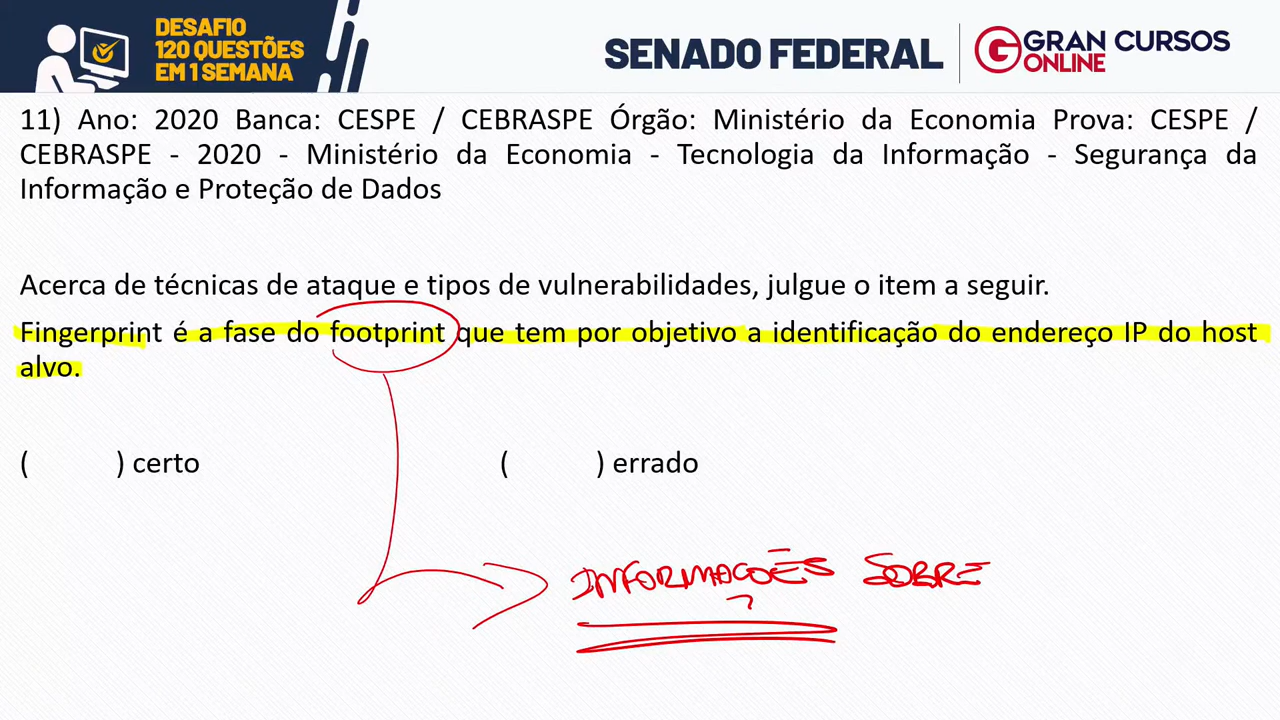 DESAFIO
120 QUESTÕES
EM 1 SEMANA
SENADO FEDERAL
GRAN CURSOS
ONLINE
11) Ano: 2020 Banca: CESPE / CEBRASPE Órgão: Ministério da Economia Prova: CESPE /
CEBRASPE - 2020 - Ministério da Economia - Tecnologia da Informação - Segurança da
Informação e Proteção de Dados
Acerca de técnicas de ataque e tipos de vulnerabilidades, julgue o item a seguir.
Fingerprint é a fase do footprint que tem por objetivo a identificação do endereço IP do host
alvo.
( ) certo ( ) errado
INFORMAÇÕES SOBRE